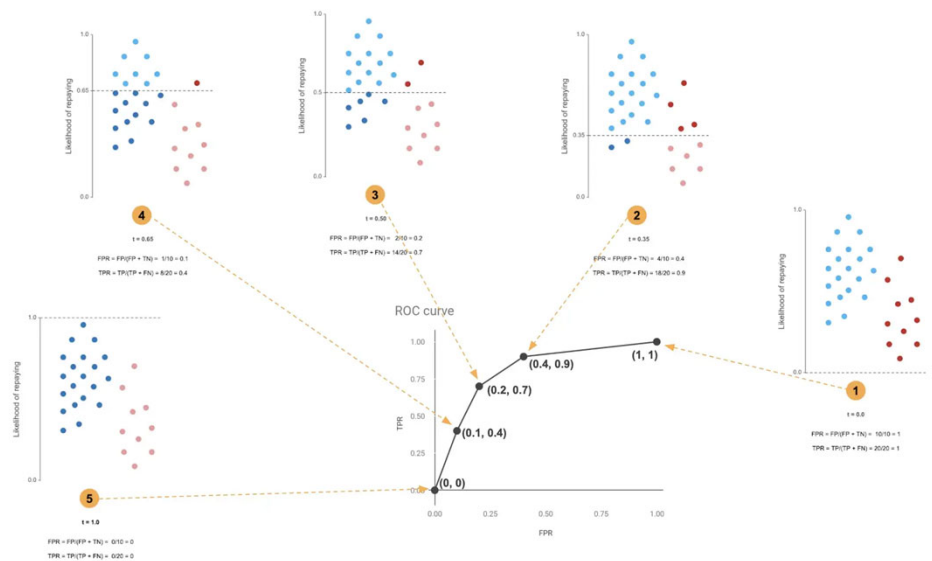 1.0
0.65
0.0
Likelihood of repaying
4
t = 0.65
FPR = FP/(FP + TN) = 1/10 = 0.1
TPR = TP/(TP + FN) = 8/20 = 0.4
1.0
0.5
0.0
Likelihood of repaying
3
t = 0.50
FPR = FP/(FP + TN) = 2/10 = 0.2
TPR = TP/(TP + FN) = 14/20 = 0.7
1.0
0.35
0.0
Likelihood of repaying
2
t = 0.35
FPR = FP/(FP + TN) = 4/10 = 0.4
TPR = TP/(TP + FN) = 18/20 = 0.9
1.0
0.0
Likelihood of repaying
1
t = 0.0
FPR = FP/(FP + TN) = 10/10 = 1
TPR = TP/(TP + FN) = 20/20 = 1
1.0
0.0
Likelihood of repaying
5
t = 1.0
FPR = FP/(FP + TN) = 0/10 = 0
TPR = TP/(TP + FN) = 0/20 = 0
ROC curve
1.00
0.75
0.50
0.25
0.00
TPR
(1, 1)
(0.4, 0.9)
(0.2, 0.7)
(0.1, 0.4)
(0, 0)
0.00
0.25
0.50
0.75
1.00
FPR